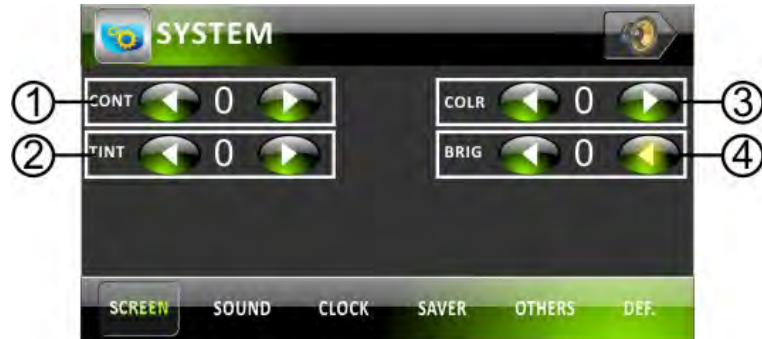 SYSTEM
1 CONT 0 COLR 0 3
2 TINT 0 BRIG 0 4
SCREEN SOUND CLOCK SAVER OTHERS DEF.